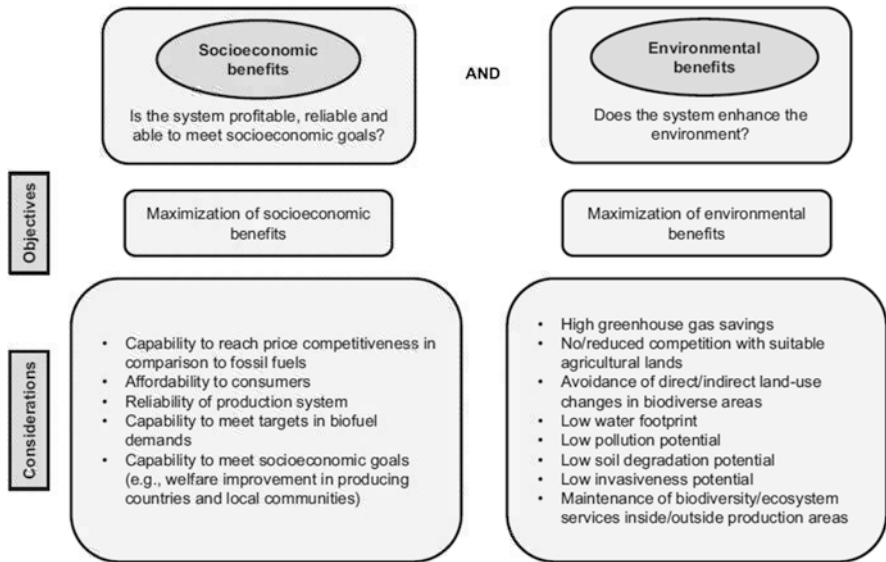 Socioeconomic
benefits
Is the system profitable, reliable and
able to meet socioeconomic goals?
AND
Environmental
benefits
Does the system enhance the
environment?
Objectives
Maximization of socioeconomic
benefits
Maximization of environmental
benefits
Considerations
• Capability to reach price competitiveness in
comparison to fossil fuels
• Affordability to consumers
• Reliability of production system
• Capability to meet targets in biofuel
demands
• Capability to meet socioeconomic goals
(e.g., welfare improvement in producing
countries and local communities)
• High greenhouse gas savings
• No/reduced competition with suitable
agricultural lands
• Avoidance of direct/indirect land-use
changes in biodiverse areas
• Low water footprint
• Low pollution potential
• Low soil degradation potential
• Low invasiveness potential
• Maintenance of biodiversity/ecosystem
services inside/outside production areas